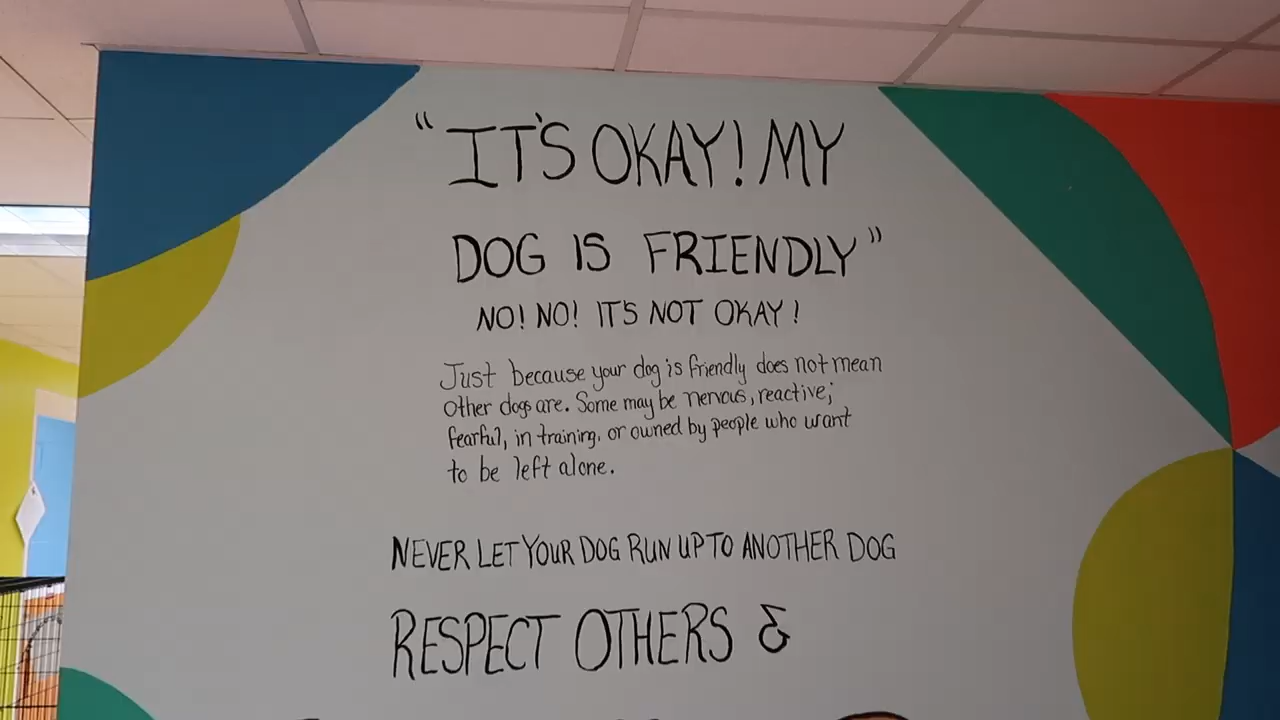 "IT'S OKAY! MY
DOG IS FRIENDLY"
NO! NO! IT'S NOT OKAY!
Just because your dog is friendly does not mean
other dogs are. Some may be nervous, reactive,
fearful, in training, or owned by people who want
to be left alone.
NEVER LET YOUR DOG RUN UP TO ANOTHER DOG
RESPECT OTHERS &